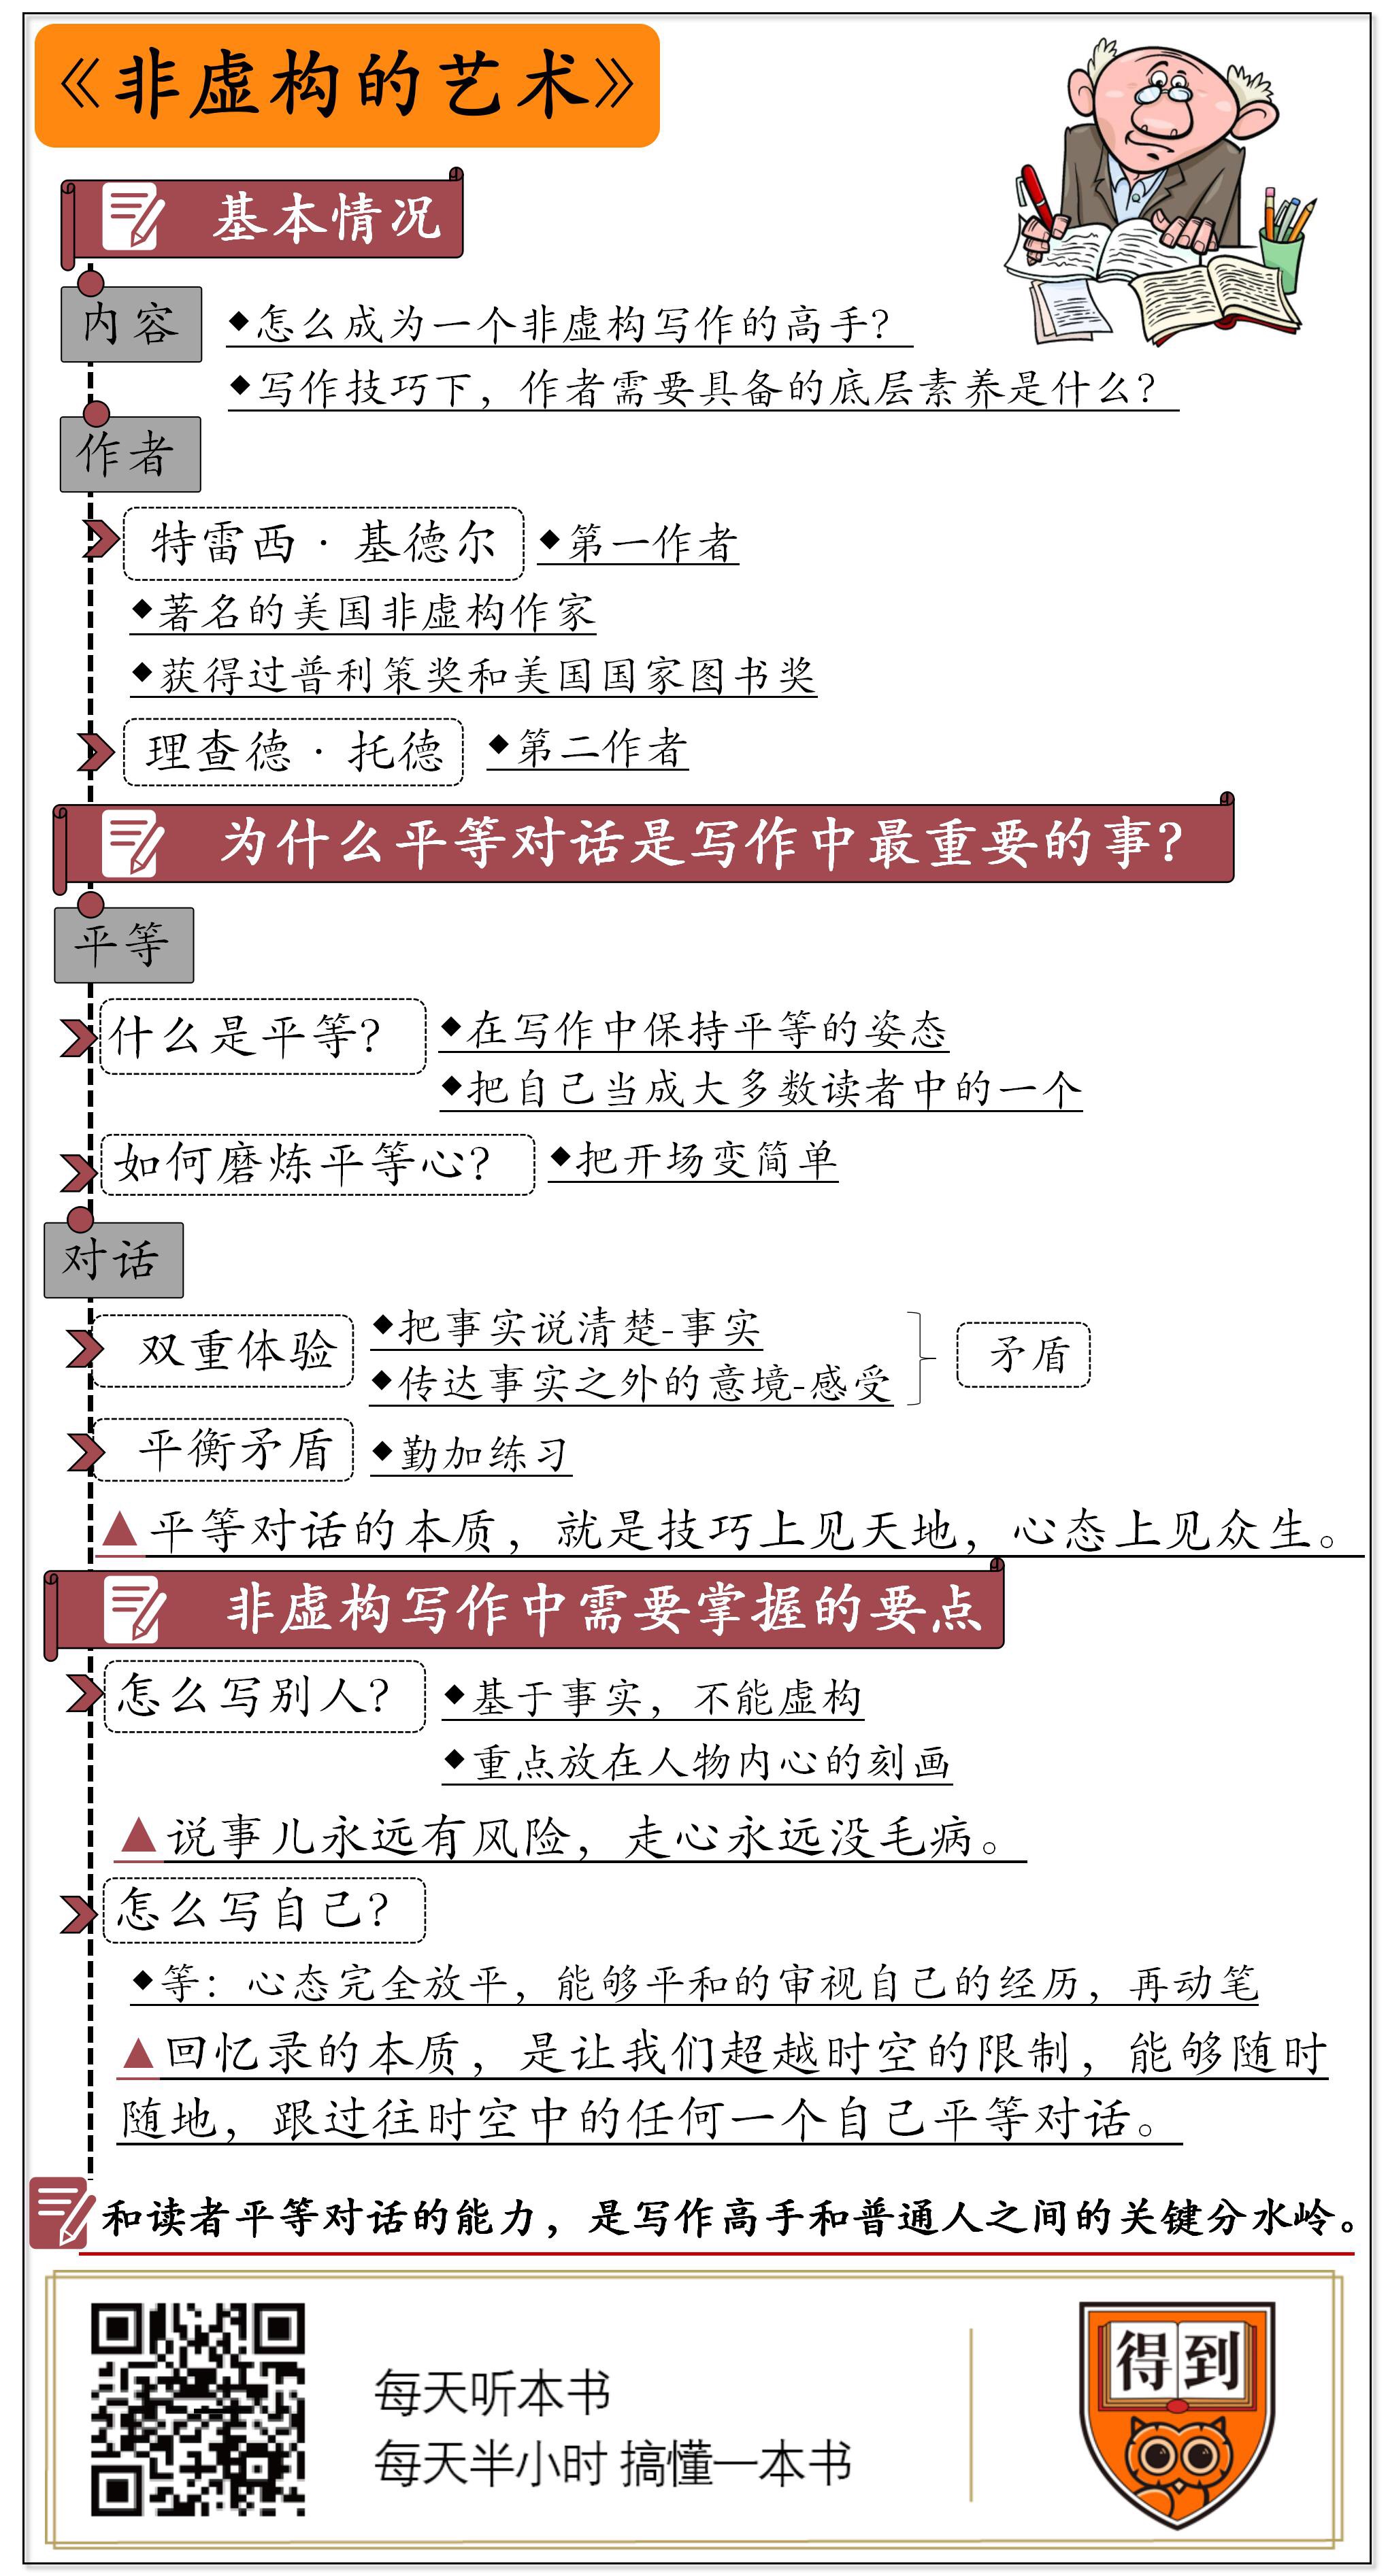 《非虚构的艺术》
基本情况
内容
◆怎么成为一个非虚构写作的高手?
◆写作技巧下，作者需要具备的底层素养是什么?
作者
特雷西·基德尔 ◆第一作者
◆著名的美国非虚构作家
◆获得过普利策奖和美国国家图书奖
理查德·托德 ◆第二作者
为什么平等对话是写作中最重要的事?
平等
什么是平等? ◆在写作中保持平等的姿态
◆把自己当成大多数读者中的一个
如何磨炼平等心? ◆把开场变简单
对话
双重体验 ◆把事实说清楚-事实
◆传达事实之外的意境-感受
矛盾
平衡矛盾 ◆勤加练习
▲平等对话的本质，就是技巧上见天地，心态上见众生。
非虚构写作中需要掌握的要点
怎么写别人? ◆基于事实，不能虚构
◆重点放在人物内心的刻画
▲说事儿永远有风险，走心永远没毛病。
怎么写自己?
◆等：心态完全放平，能够平和的审视自己的经历，再动笔
▲回忆录的本质，是让我们超越时空的限制，能够随时
随地，跟过往时空中的任何一个自己平等对话。
和读者平等对话的能力，是写作高手和普通人之间的关键分水岭。
每天听本书
每天半小时 搞懂一本书
得到